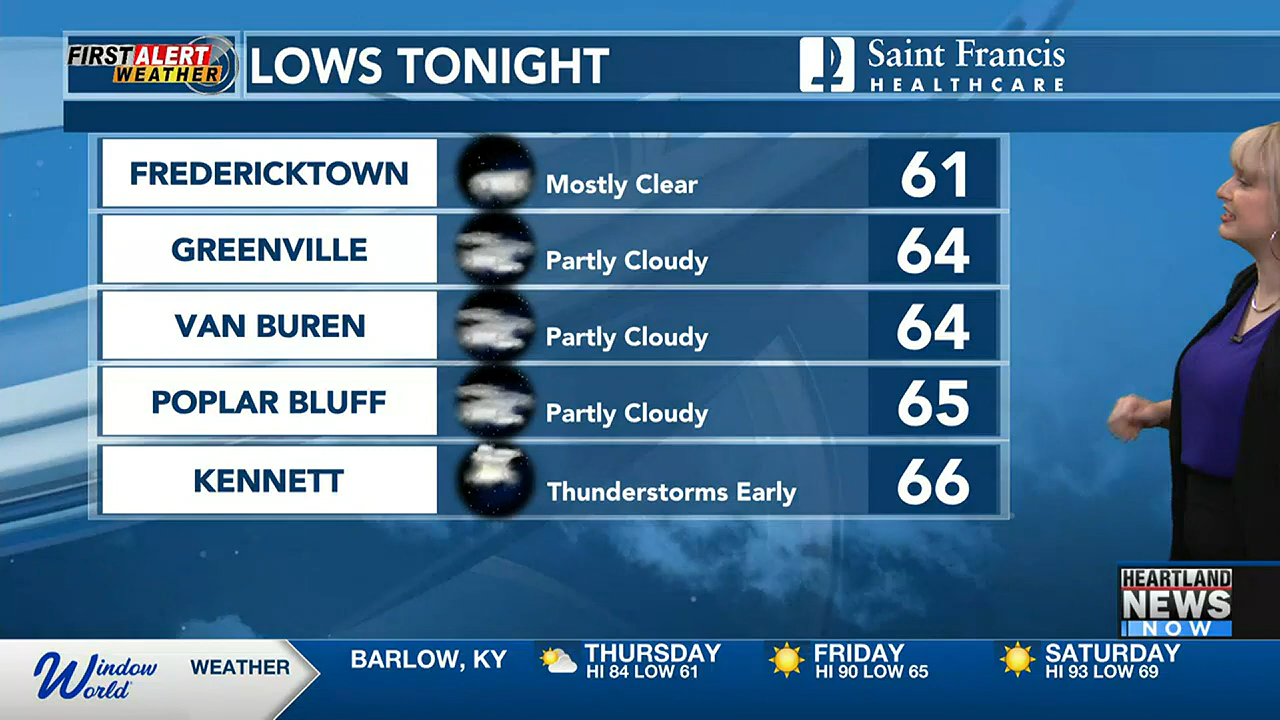 FIRST ALERT
WEATHER
LOWS TONIGHT
Saint Francis
HEALTHCARE
FREDERICKTOWN
Mostly Clear
61
GREENVILLE
Partly Cloudy
64
VAN BUREN
Partly Cloudy
64
POPLAR BLUFF
Partly Cloudy
65
KENNETT
Thunderstorms Early
66
HEARTLAND
NEWS
NOW
Window
World
WEATHER
BARLOW, KY
THURSDAY
HI 84 LOW 61
FRIDAY
HI 90 LOW 65
SATURDAY
HI 93 LOW 69